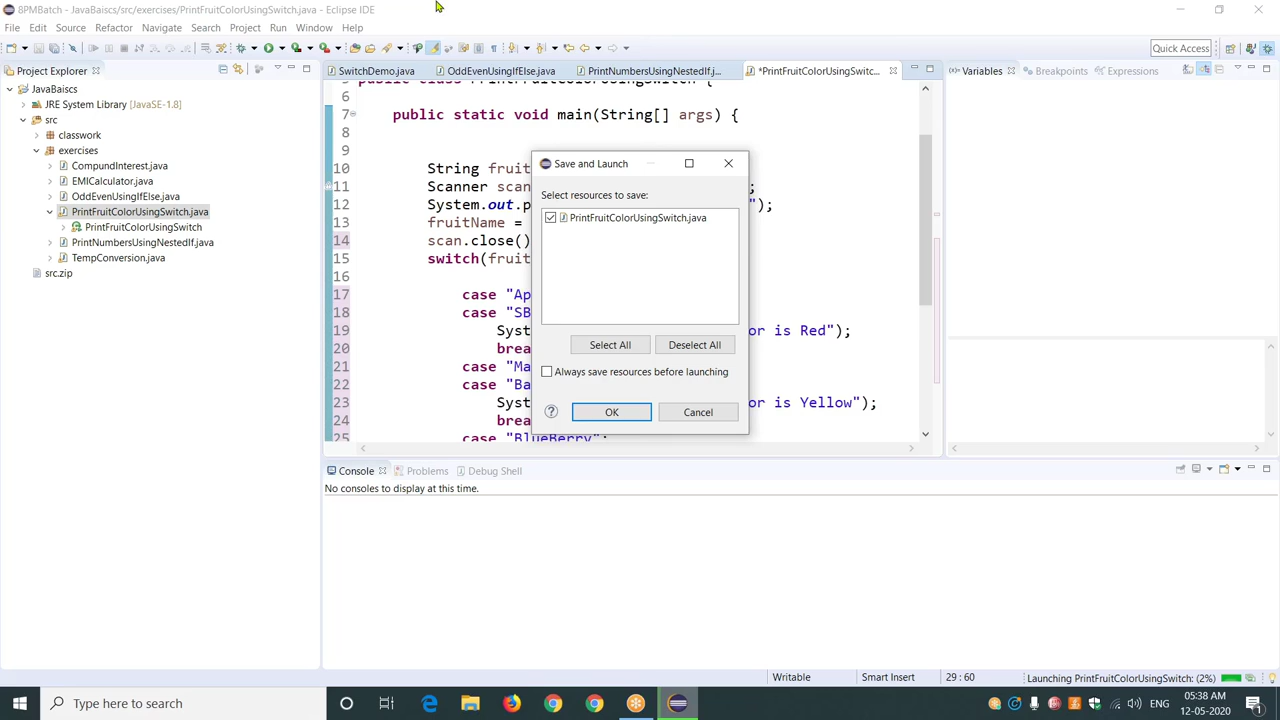 8PMBatch - JavaBaiscs/src/exercises/PrintFruitColorUsingSwitch.java - Eclipse IDE
File Edit Source Refactor Navigate Search Project Run Window Help
Quick Access
Project Explorer
SwitchDemo.java
OddEvenUsingIfElse.java
PrintNumbersUsingNestedIf.j...
*PrintFruitColorUsingSwitc...
Variables
Breakpoints
Expressions
JavaBaiscs
JRE System Library [JavaSE-1.8]
src
classwork
exercises
CompundInterest.java
EMICalculator.java
OddEvenUsingIfElse.java
PrintFruitColorUsingSwitch.java
PrintFruitColorUsingSwitch
PrintNumbersUsingNestedIf.java
TempConversion.java
src.zip
public class PrintFruitColorUsingSwitch {
6
7 public static void main(String[] args) {
8
9
10 String fruit
11 Scanner scan ;
12 System.out.p ");
13 fruitName =
14 scan.close()
15 switch(fruit
16
17 case "Ap
18 case "SB
19 Syst or is Red");
20 brea
21 case "Ma
22 case "Ba
23 Syst or is Yellow");
24 brea
25 case "BlueBerry":
Save and Launch
Select resources to save:
PrintFruitColorUsingSwitch.java
Select All
Deselect All
Always save resources before launching
OK
Cancel
Console
Problems
Debug Shell
No consoles to display at this time.
Writable
Smart Insert
29 : 60
Launching PrintFruitColorUsingSwitch: (2%)
Type here to search
ENG
05:38 AM
12-05-2020